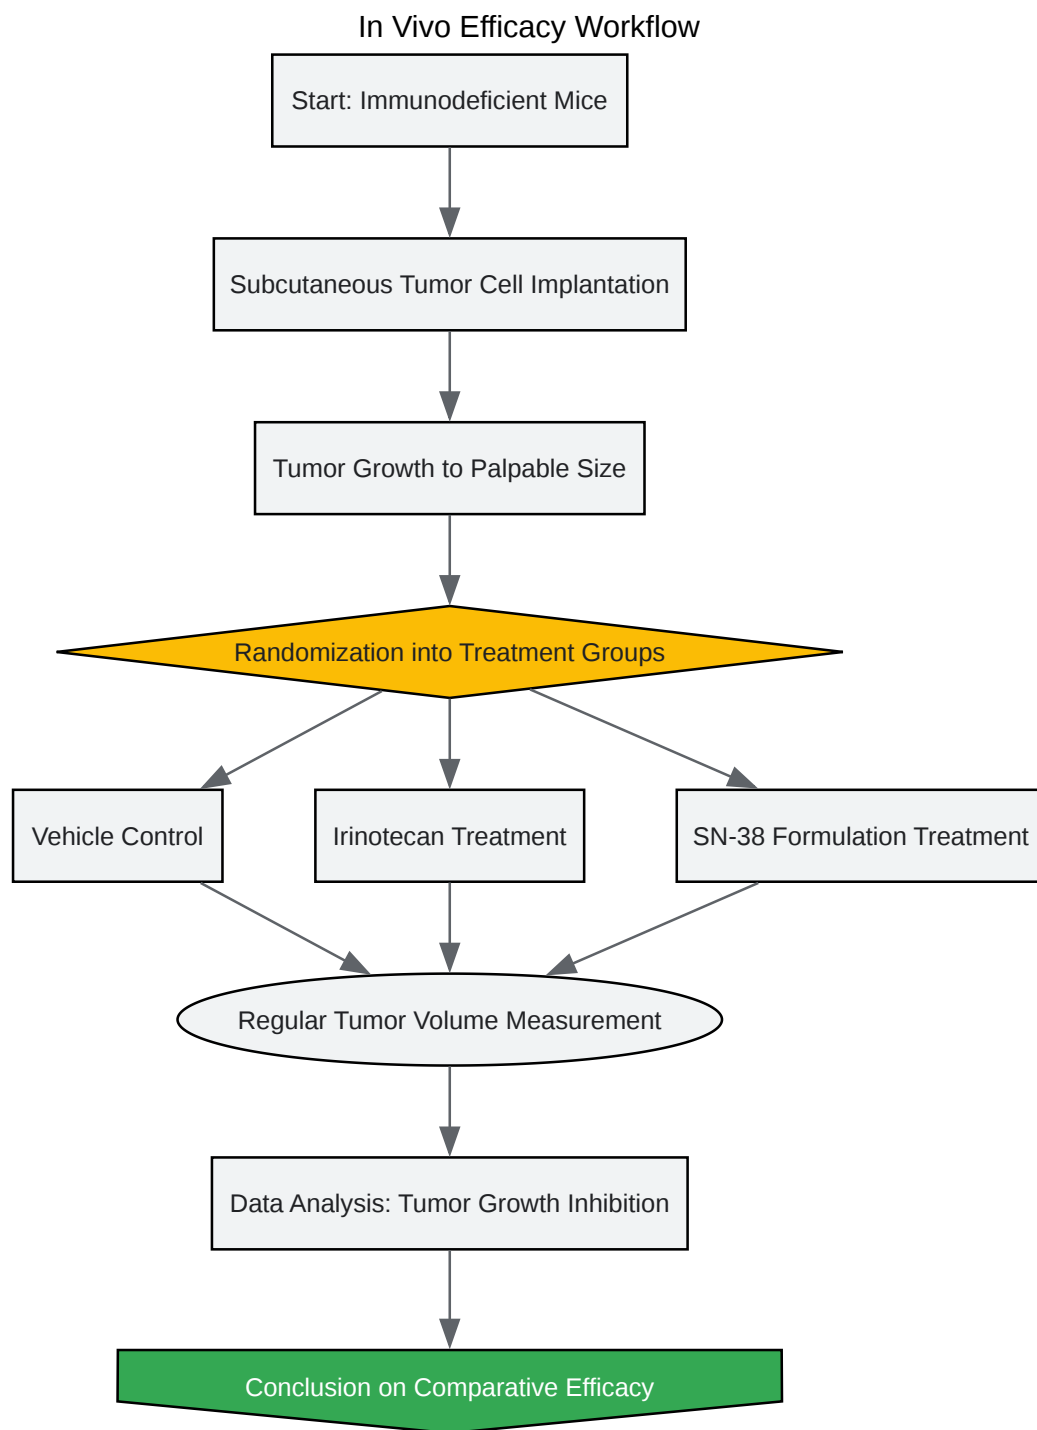 In Vivo Efficacy Workflow
Start: Immunodeficient Mice
Subcutaneous Tumor Cell Implantation
Tumor Growth to Palpable Size
Randomization into Treatment Groups
Vehicle Control
Irinotecan Treatment
SN-38 Formulation Treatment
Regular Tumor Volume Measurement
Data Analysis: Tumor Growth Inhibition
Conclusion on Comparative Efficacy